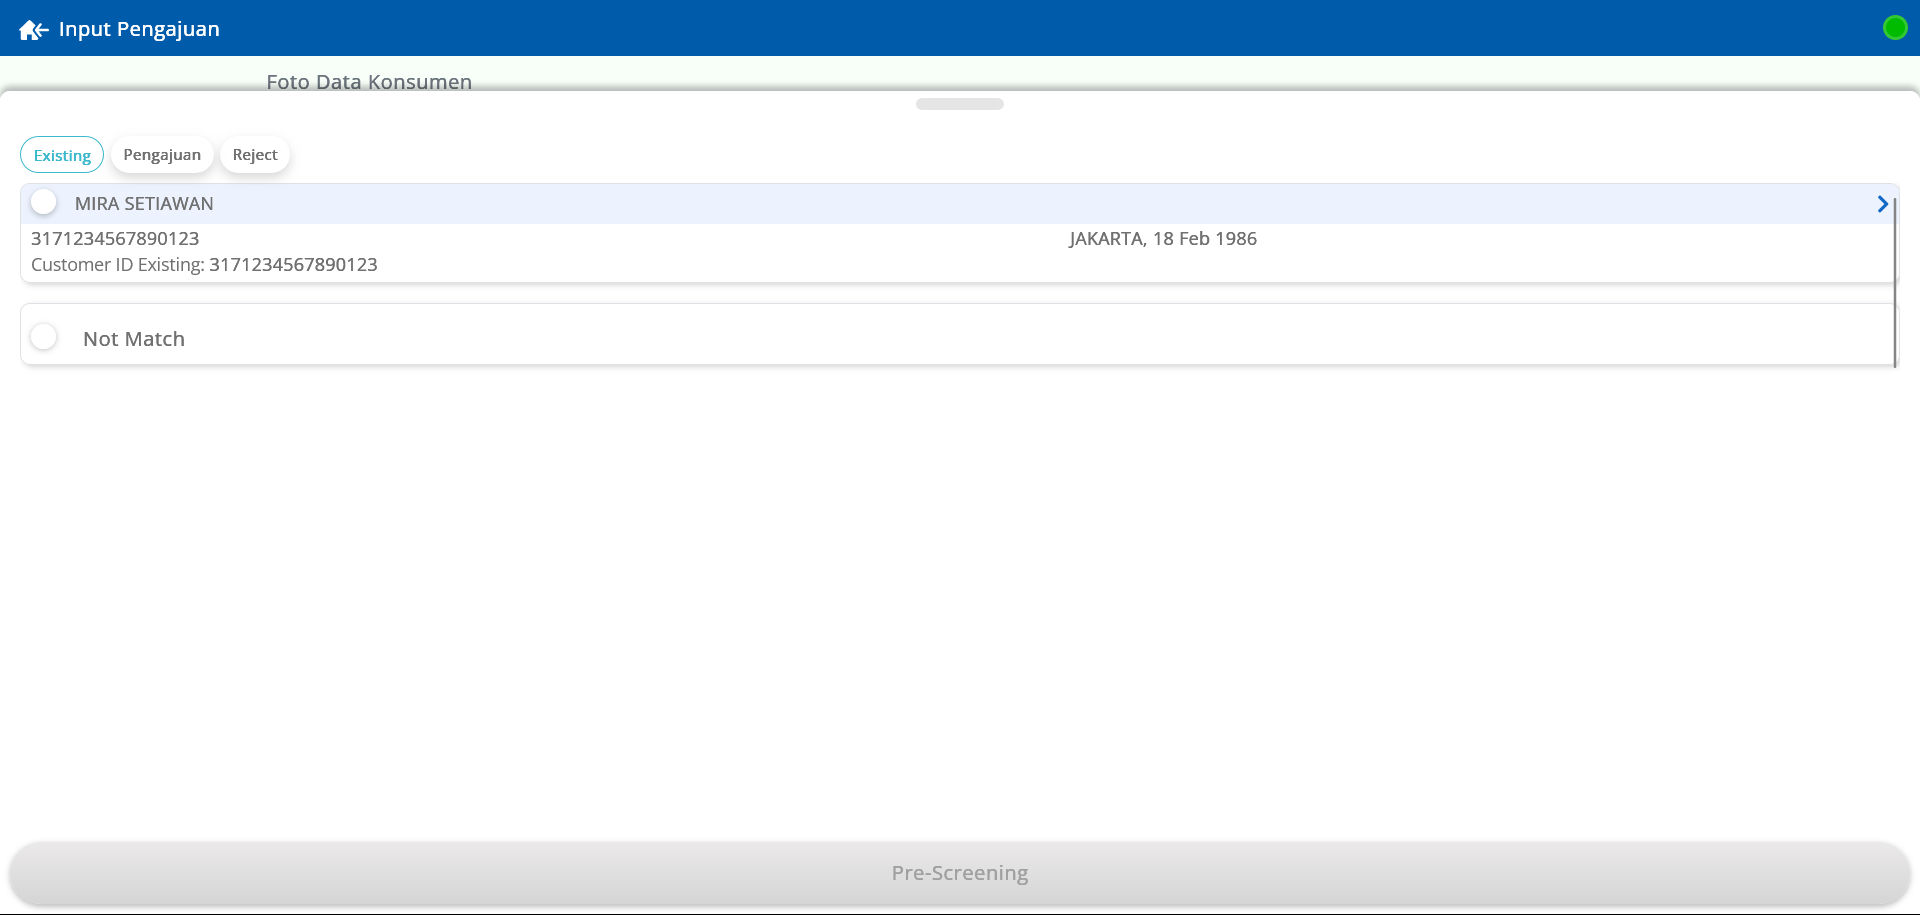 Input Pengajuan
Foto Data Konsumen
Existing Pengajuan Reject
MIRA SETIAWAN
3171234567890123 JAKARTA, 18 Feb 1986
Customer ID Existing: 3171234567890123
Not Match
Pre-Screening